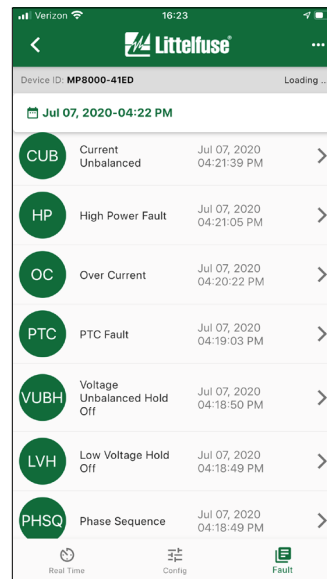 Verizon 16:23
Littelfuse®
Device ID: MP8000-41ED Loading ..
Jul 07, 2020-04:22 PM
CUB Current Unbalanced Jul 07, 2020 04:21:39 PM
HP High Power Fault Jul 07, 2020 04:21:05 PM
OC Over Current Jul 07, 2020 04:20:22 PM
PTC PTC Fault Jul 07, 2020 04:19:03 PM
VUBH Voltage Unbalanced Hold Off Jul 07, 2020 04:18:50 PM
LVH Low Voltage Hold Off Jul 07, 2020 04:18:49 PM
PHSQ Phase Sequence Jul 07, 2020 04:18:49 PM
Real Time Config Fault